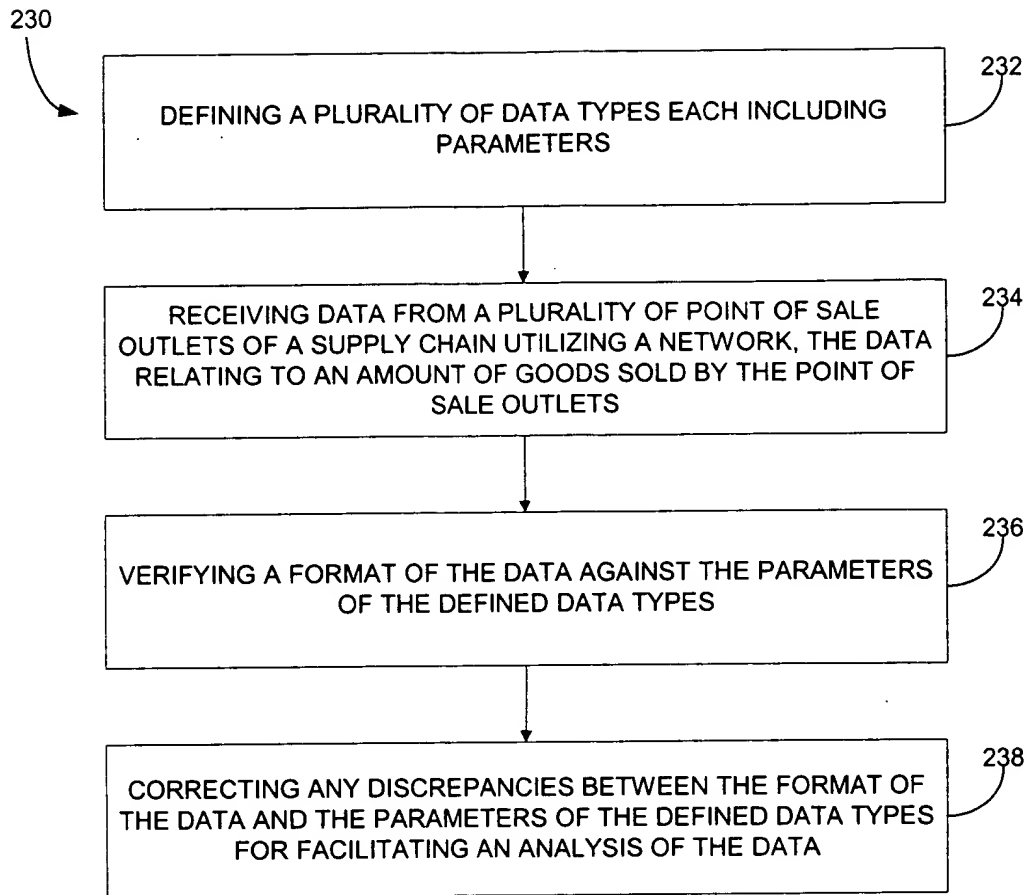 230
232
DEFINING A PLURALITY OF DATA TYPES EACH INCLUDING
PARAMETERS
234
RECEIVING DATA FROM A PLURALITY OF POINT OF SALE
OUTLETS OF A SUPPLY CHAIN UTILIZING A NETWORK, THE DATA
RELATING TO AN AMOUNT OF GOODS SOLD BY THE POINT OF
SALE OUTLETS
236
VERIFYING A FORMAT OF THE DATA AGAINST THE PARAMETERS
OF THE DEFINED DATA TYPES
238
CORRECTING ANY DISCREPANCIES BETWEEN THE FORMAT OF
THE DATA AND THE PARAMETERS OF THE DEFINED DATA TYPES
FOR FACILITATING AN ANALYSIS OF THE DATA